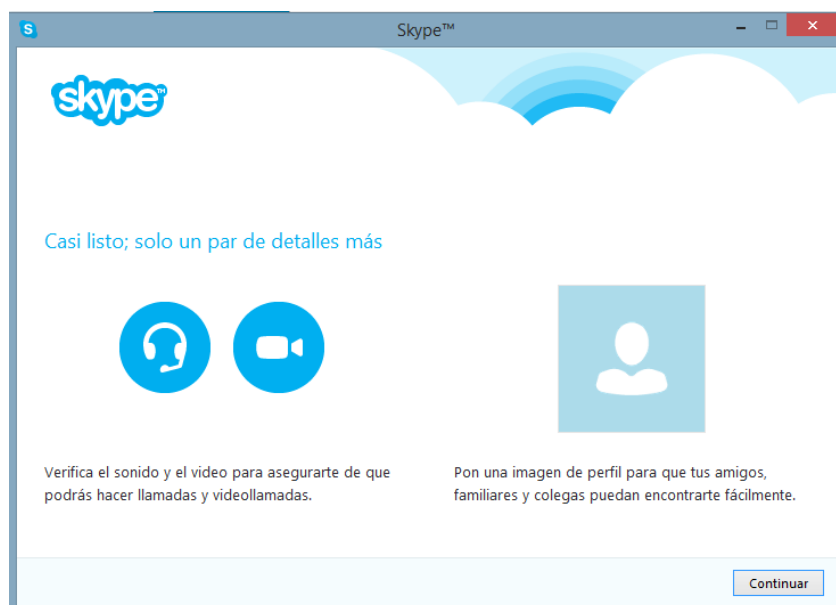 Skype™
skype™
Casi listo; solo un par de detalles más
Verifica el sonido y el video para asegurarte de que
podrás hacer llamadas y videollamadas.
Pon una imagen de perfil para que tus amigos,
familiares y colegas puedan encontrarte fácilmente.
Continuar